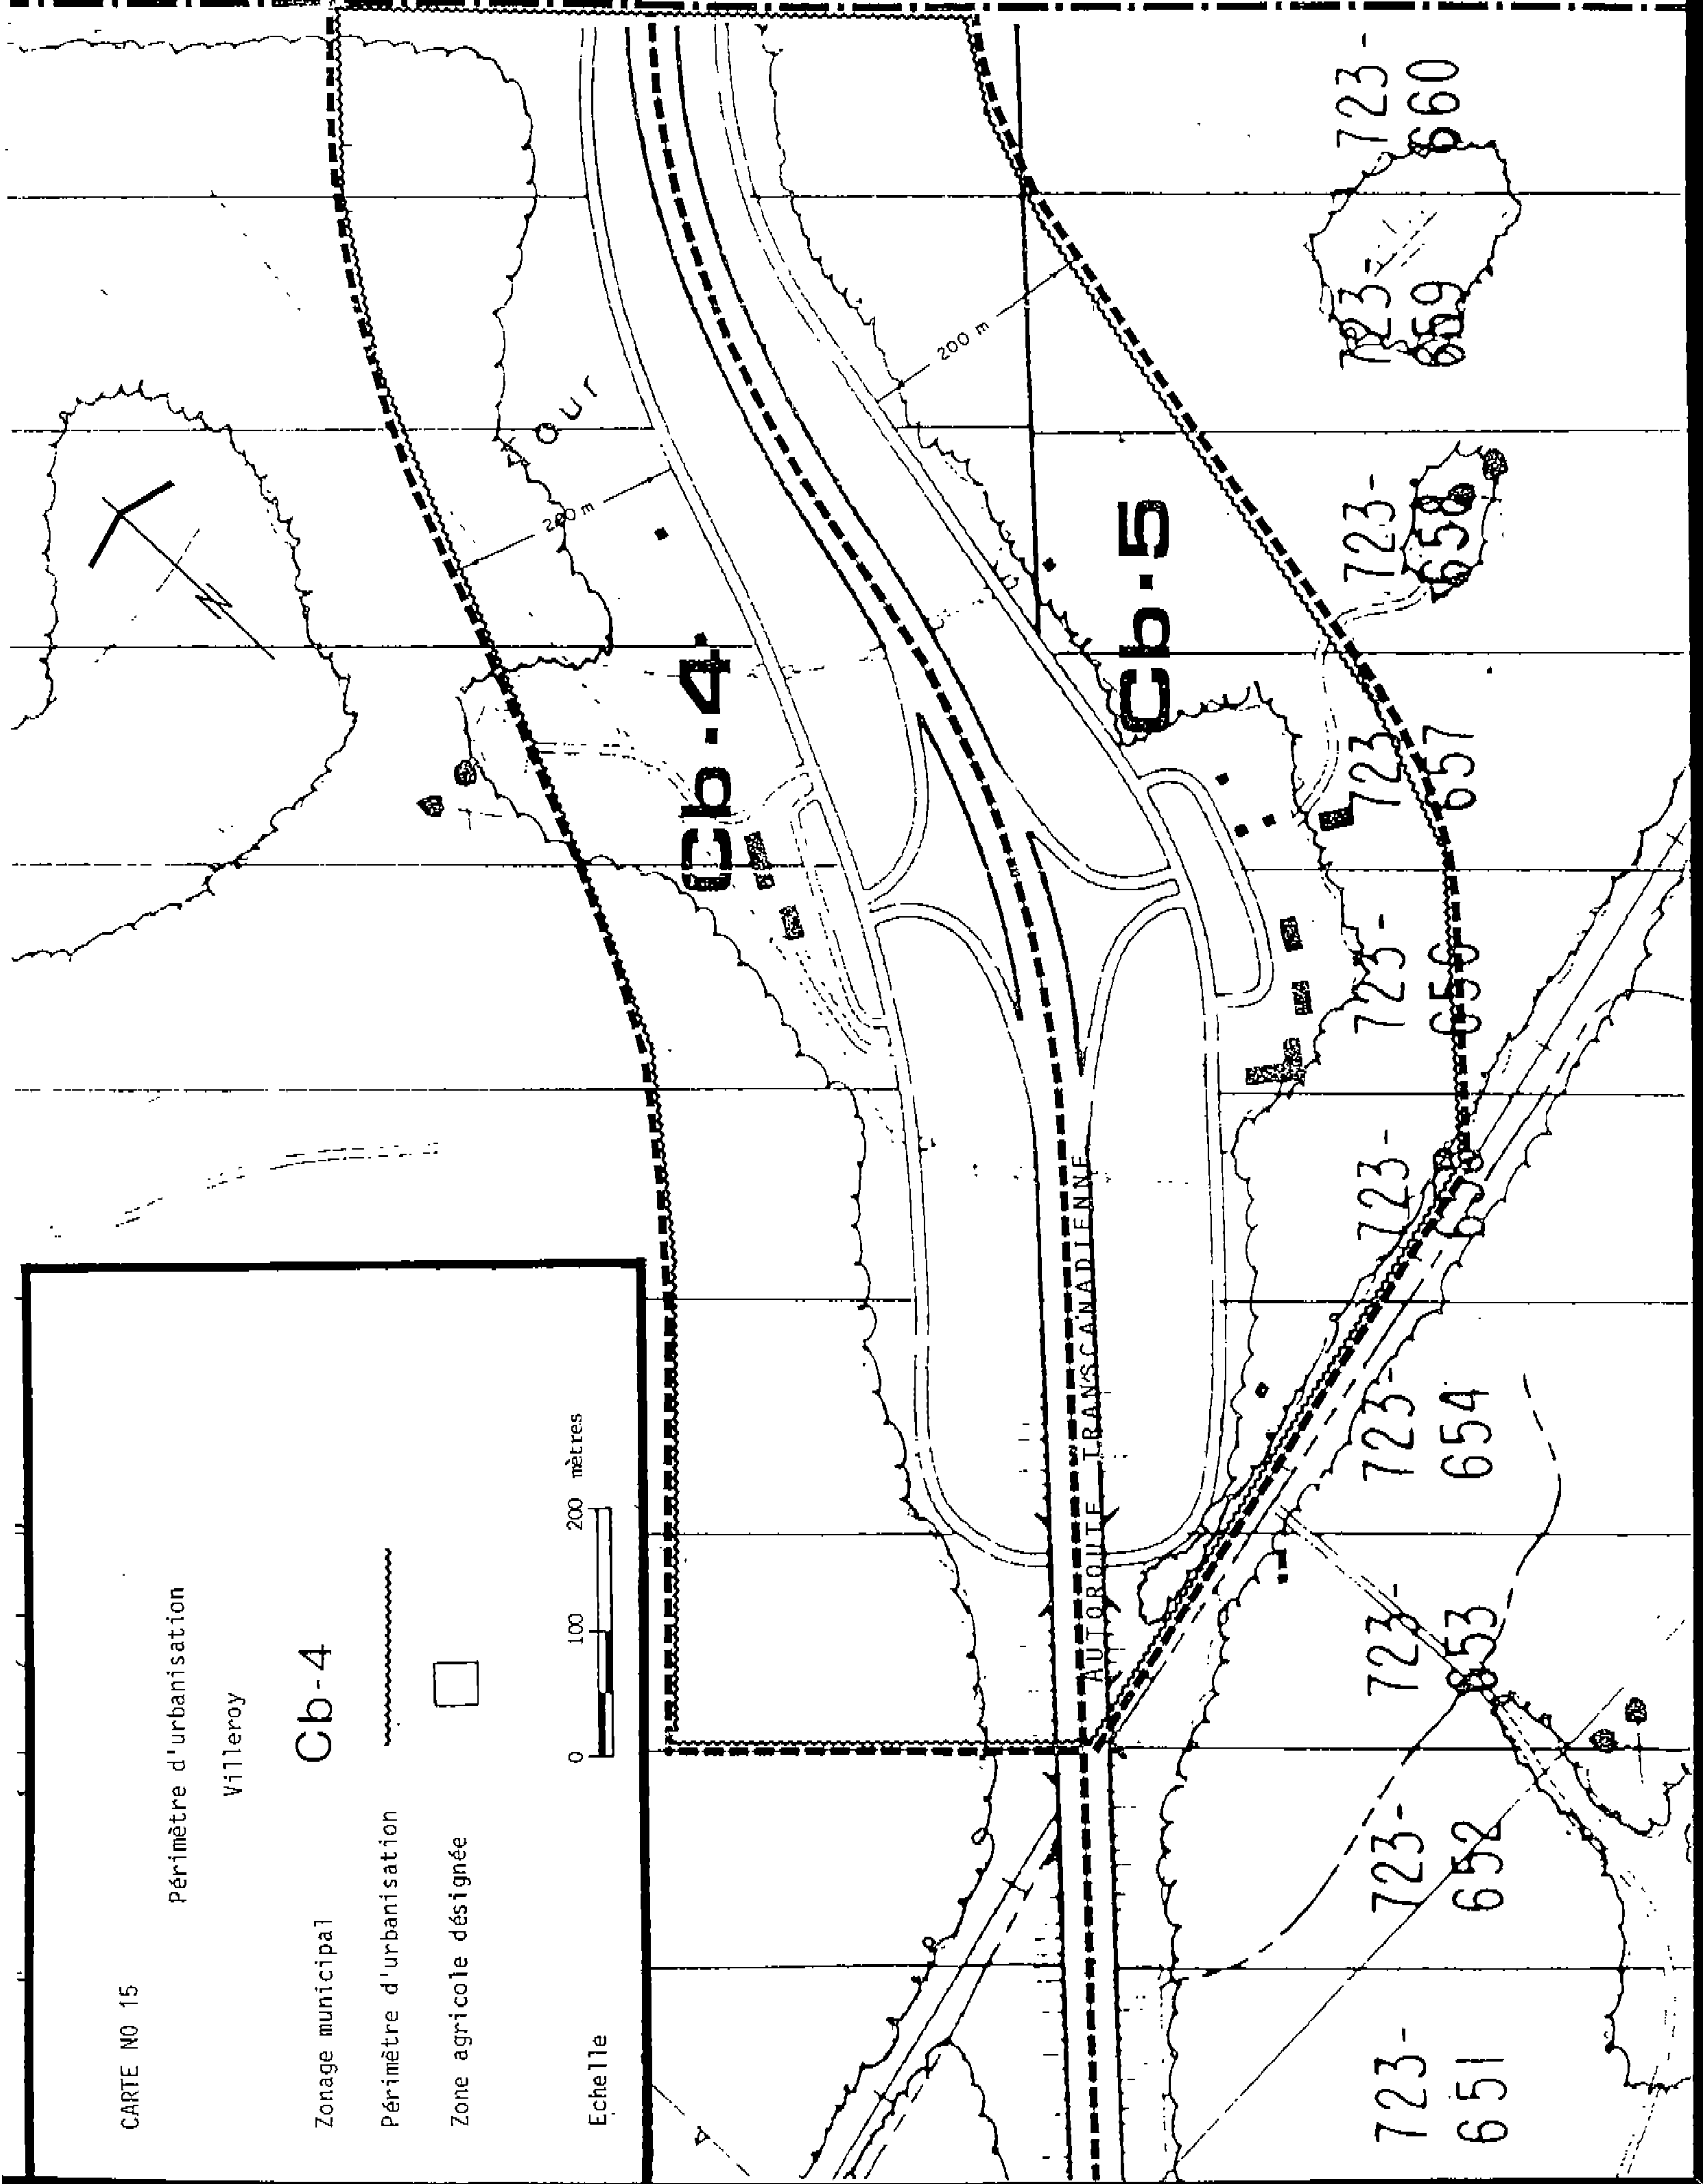 CARTE NO 15
Périmètre d'urbanisation
Villeroy
Zonage municipal Cb-4
Périmètre d'urbanisation
Zone agricole désignée
Echelle 0 100 200 mètres
200 m
200 m
Cb-4
Cb-5
AUTOROUTE TRANSCANADIENNE
723-
651
723-
652
723-
653
723-
654
723-
723-
656
723
657
723-
658
723-
659
723-
660